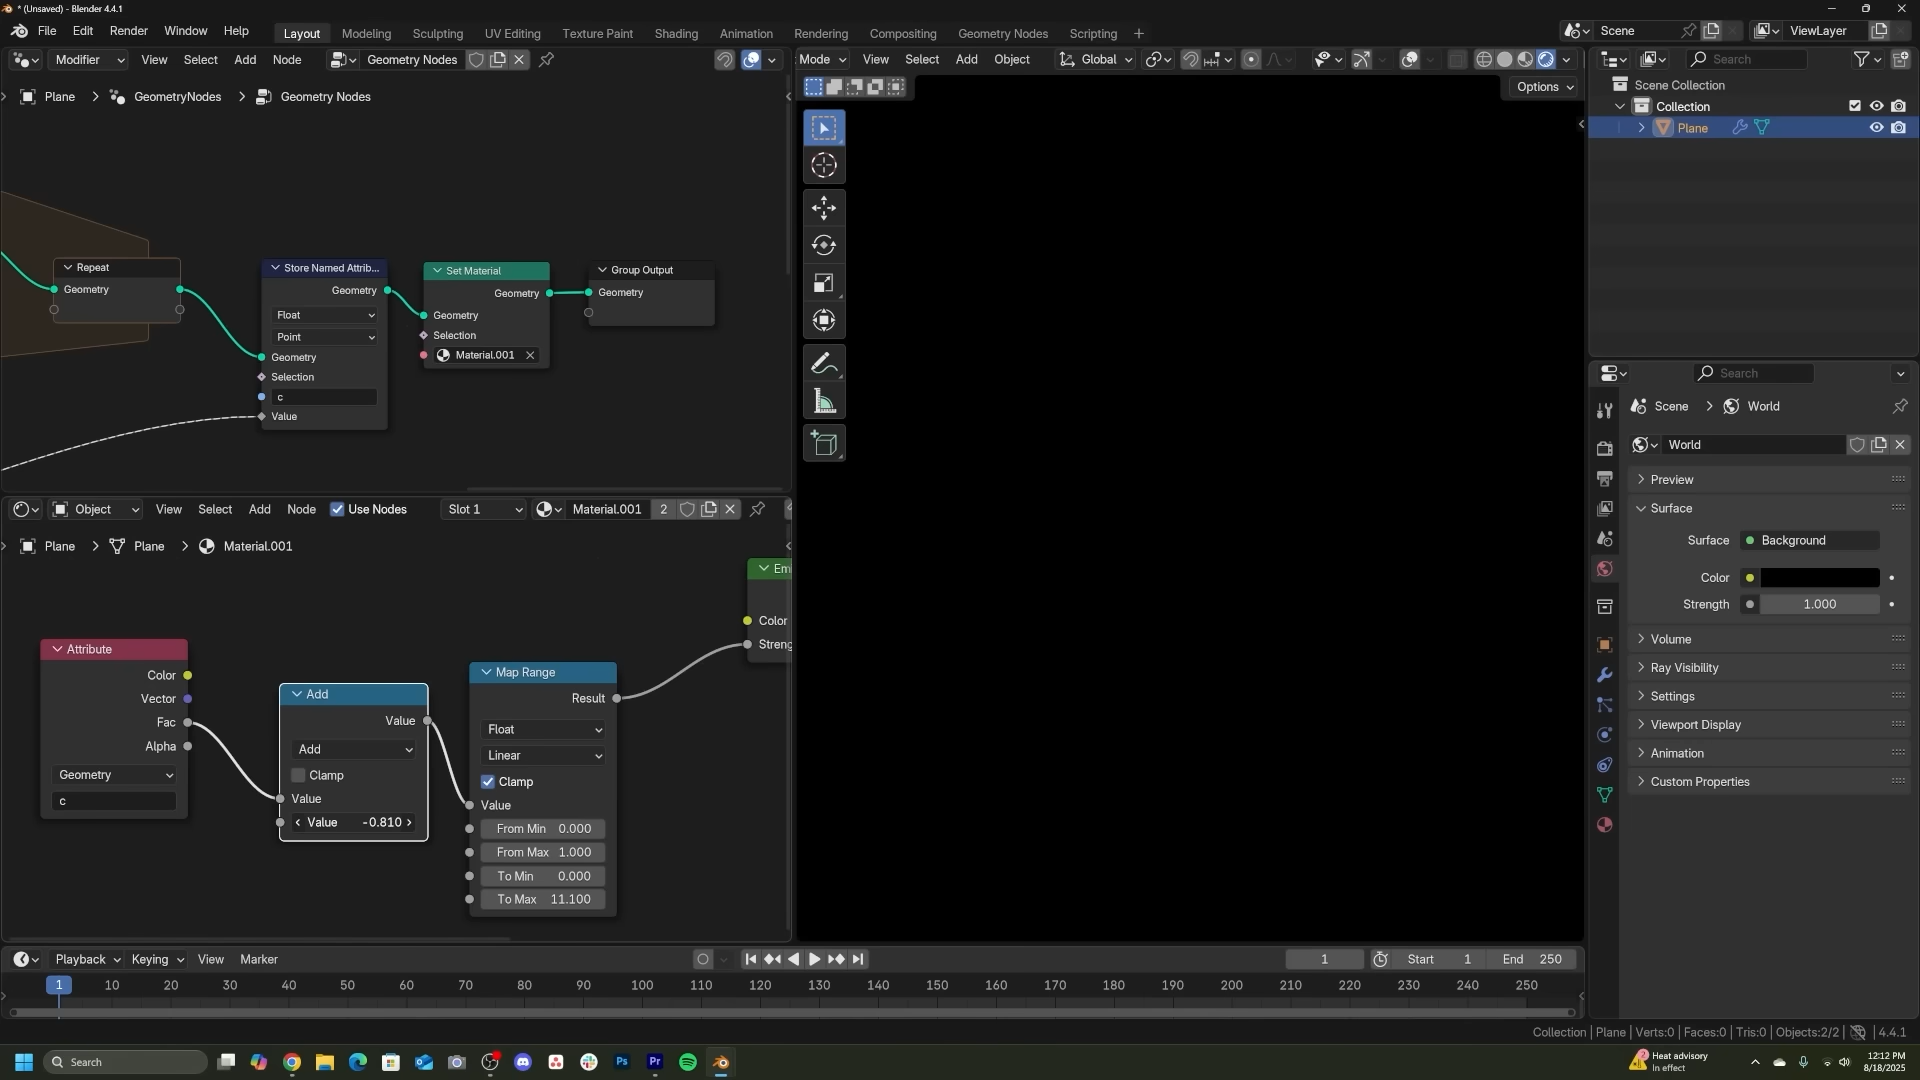 * (Unsaved) - Blender 4.4.1
File Edit Render Window Help Layout Modeling Sculpting UV Editing Texture Paint Shading Animation Rendering Compositing Geometry Nodes Scripting + Scene ViewLayer
Modifier View Select Add Node Geometry Nodes
Mode View Select Add Object Global
Search
Plane > GeometryNodes > Geometry Nodes
Options
Scene Collection
Collection
Plane
Repeat
Geometry
Store Named Attrib...
Geometry
Float
Point
Geometry
Selection
c
Value
Set Material
Geometry
Geometry
Selection
Material.001
Group Output
Geometry
Search
Scene > World
World
Preview
Surface
Surface Background
Color
Strength 1.000
Volume
Ray Visibility
Settings
Viewport Display
Animation
Custom Properties
Object View Select Add Node Use Nodes Slot 1 Material.001 2
Plane > Plane > Material.001
Attribute
Color
Vector
Fac
Alpha
Geometry
c
Add
Value
Add
Clamp
Value
Value -0.810
Map Range
Result
Float
Linear
Clamp
Value
From Min 0.000
From Max 1.000
To Min 0.000
To Max 11.100
Emi
Color
Streng
Playback Keying View Marker 1 Start 1 End 250
1 10 20 30 40 50 60 70 80 90 100 110 120 130 140 150 160 170 180 190 200 210 220 230 240 250
Collection | Plane | Verts:0 | Faces:0 | Tris:0 | Objects:2/2 | 4.4.1
Search
Ps
Pr
Heat advisory
In effect
12:12 PM
8/18/2025